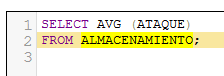 1 SELECT AVG (ATAQUE)
2 FROM ALMACENAMIENTO;
3